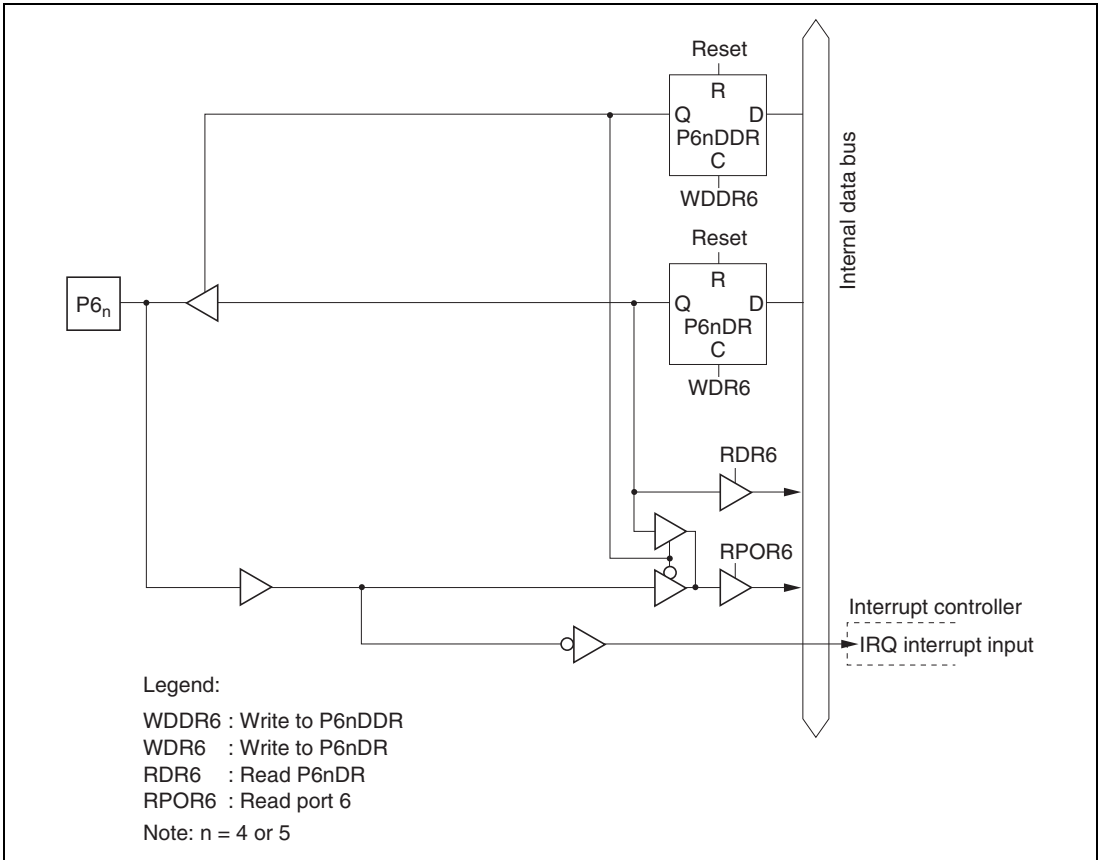 Reset
R
Q D
P6nDDR
C
WDDR6
Internal data bus
Reset
R
Q D
P6nDR
C
WDR6
P6n
RDR6
RPOR6
Interrupt controller
IRQ interrupt input
Legend:
WDDR6 : Write to P6nDDR
WDR6 : Write to P6nDR
RDR6 : Read P6nDR
RPOR6 : Read port 6
Note: n = 4 or 5